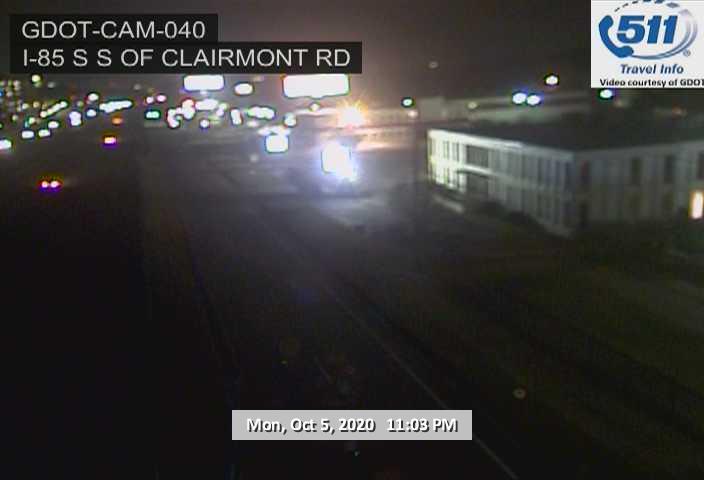 GDOT-CAM-040
I-85 S S OF CLAIRMONT RD
511
Travel Info
Video courtesy of GDOT
Mon, Oct 5, 2020 11:03 PM